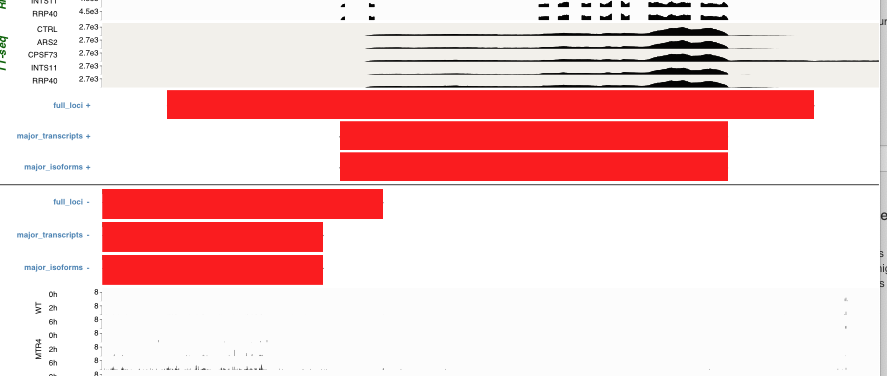 INTS11
RRP40 4.5e3
TT-seq
CTRL 2.7e3
ARS2 2.7e3
CPSF73 2.7e3
INTS11 2.7e3
RRP40 2.7e3
full_loci +
major_transcripts +
major_isoforms +
full_loci -
major_transcripts -
major_isoforms -
WT
0h 8
2h 8
6h 8
MTR4
0h 8
2h 8
6h 8
8